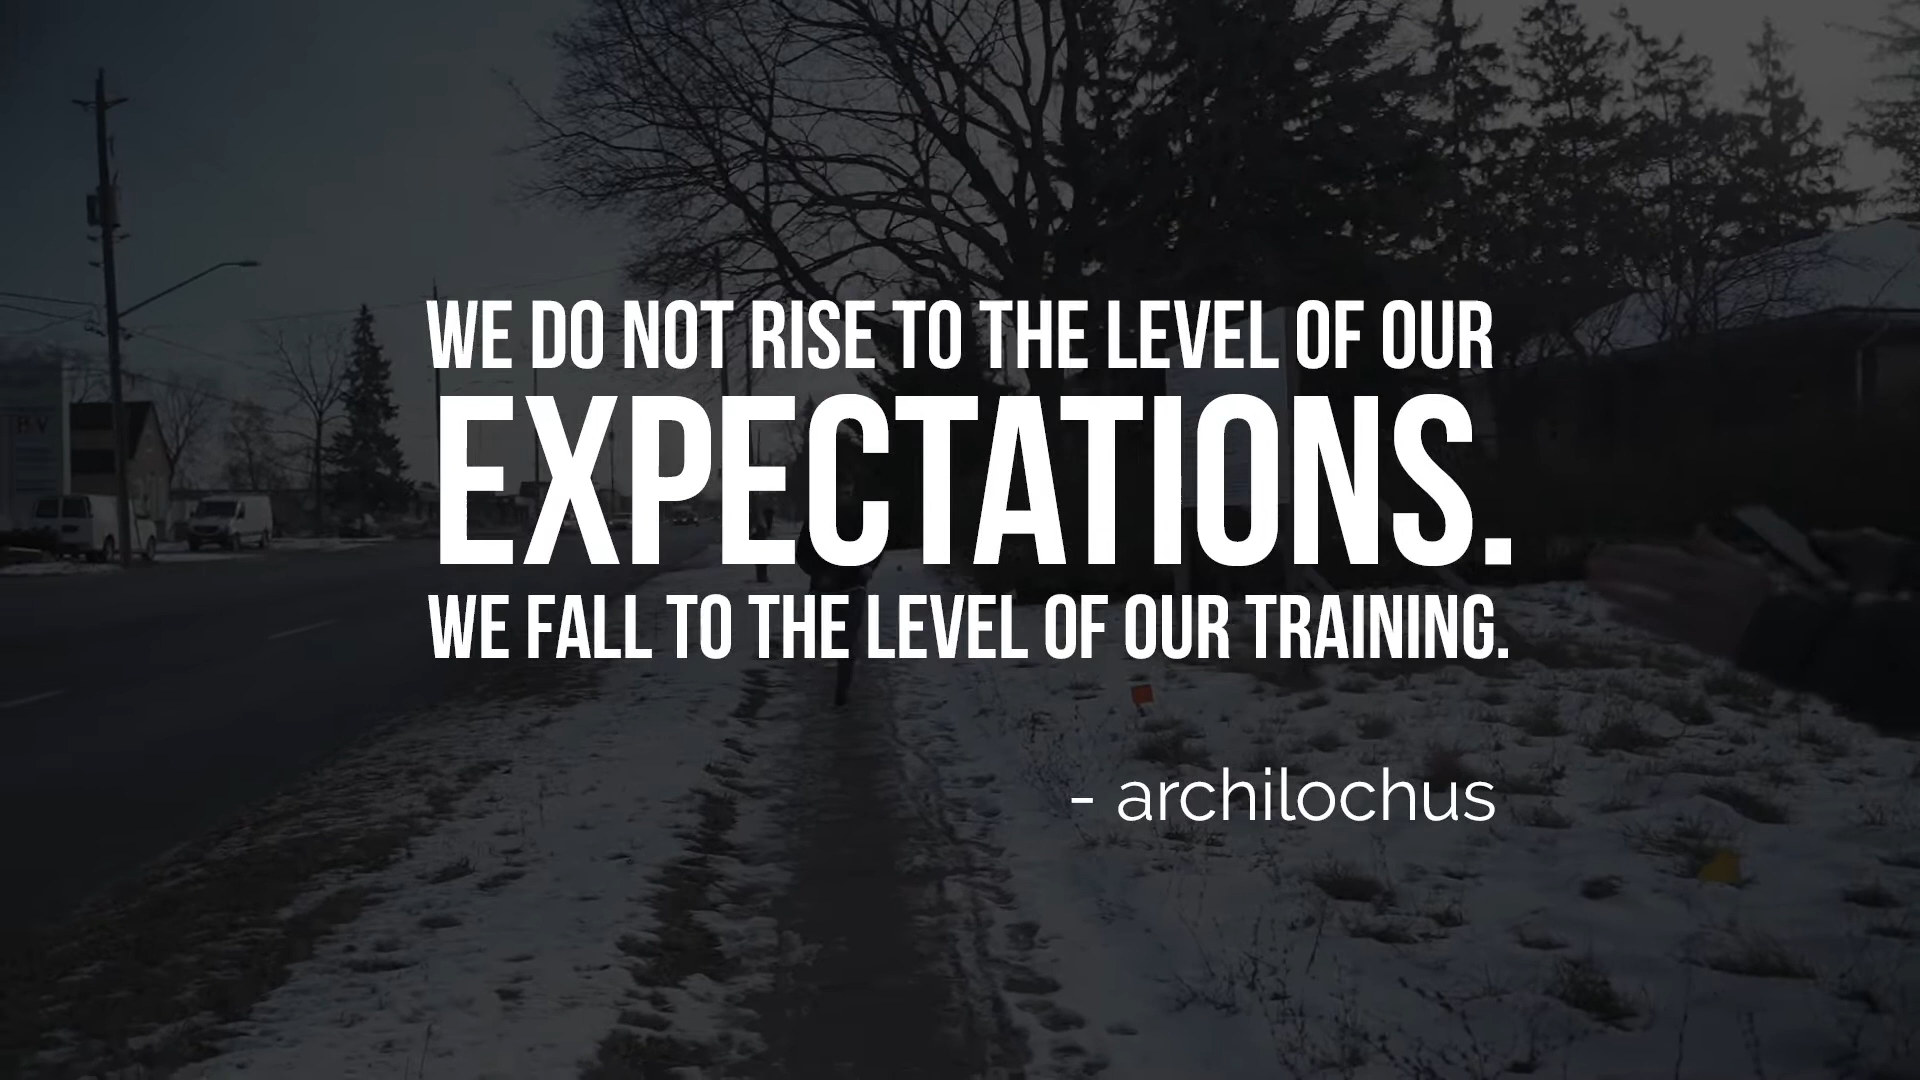 WE DO NOT RISE TO THE LEVEL OF OUR
EXPECTATIONS.
WE FALL TO THE LEVEL OF OUR TRAINING.
- archilochus